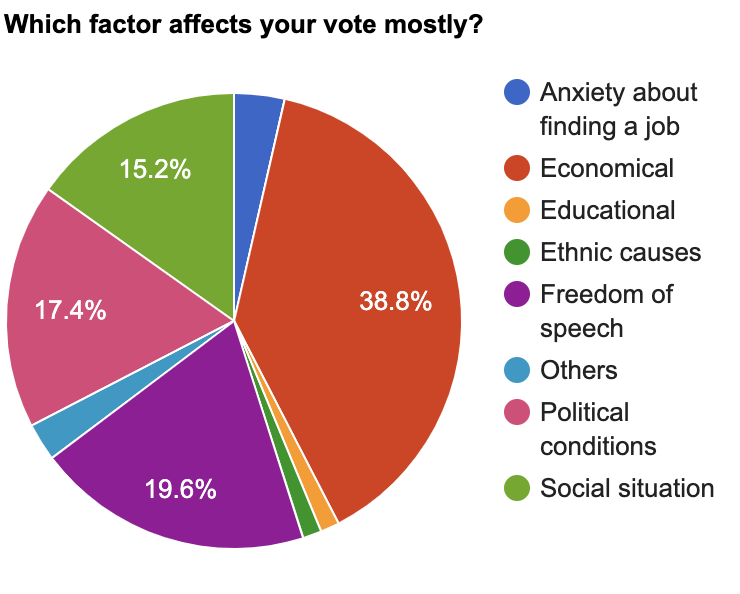 Which factor affects your vote mostly?
Anxiety about
finding a job
Economical
Educational
Ethnic causes
Freedom of
speech
Others
Political
conditions
Social situation
15.2%
38.8%
17.4%
19.6%